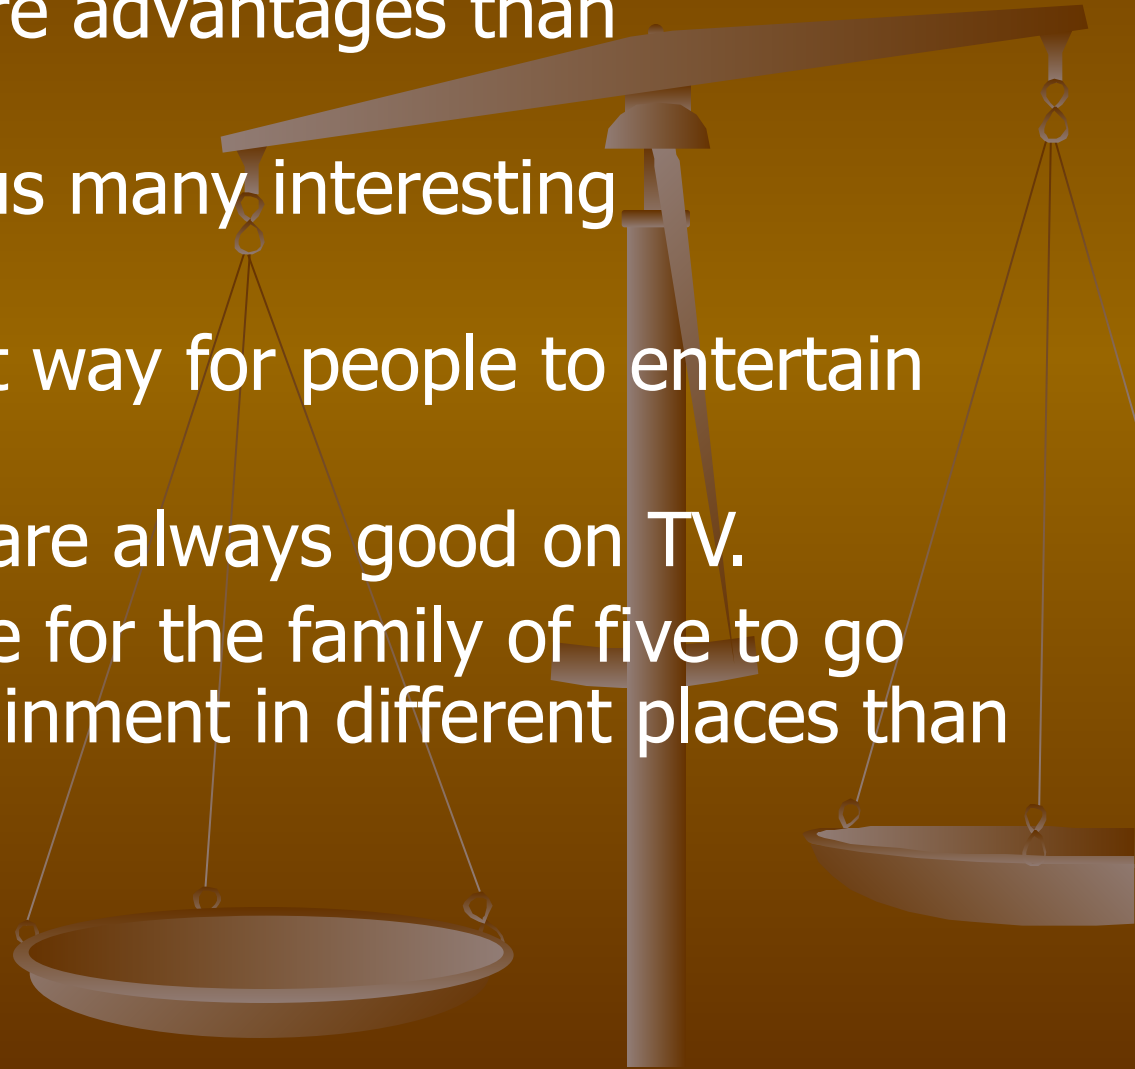 re advantages than
us many interesting
t way for people to entertain
are always good on TV.
e for the family of five to go
inment in different places than